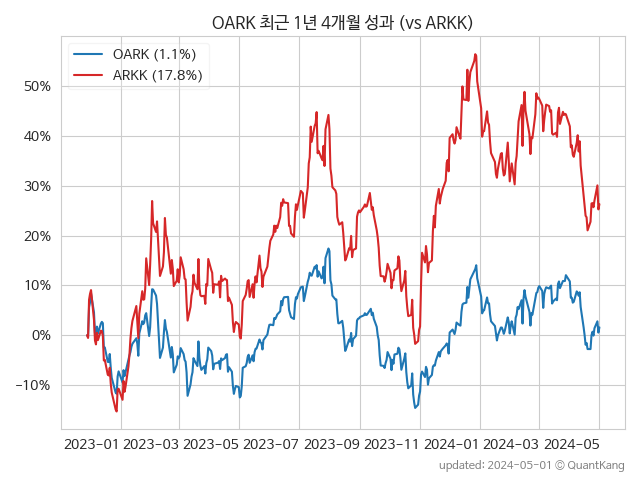 OARK 최근 1년 4개월 성과 (vs ARKK)
OARK (1.1%)
ARKK (17.8%)
50%
40%
30%
20%
10%
0%
−10%
2023-01 2023-03 2023-05 2023-07 2023-09 2023-11 2024-01 2024-03 2024-05
updated: 2024-05-01 © QuantKang